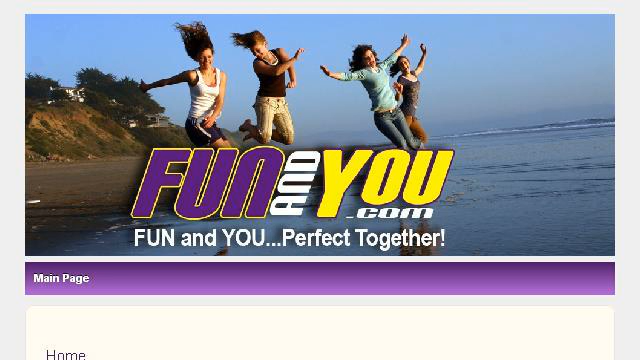 FUN AND YOU
.com
FUN and YOU...Perfect Together!
Main Page
Home